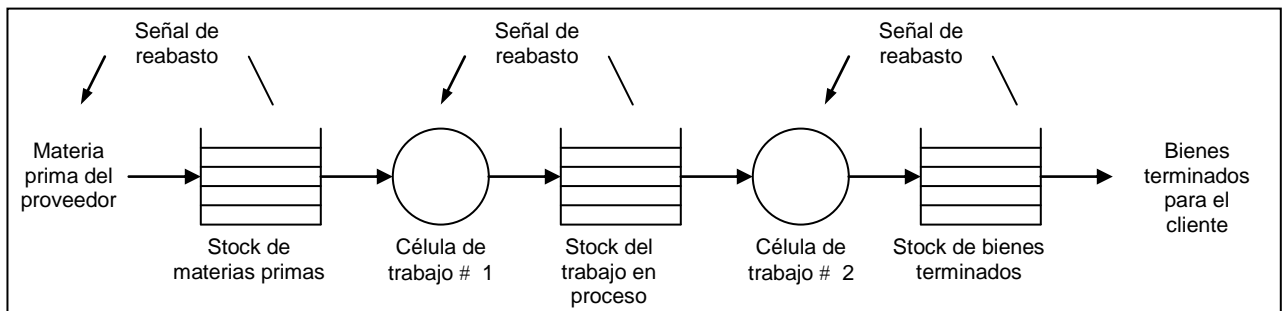 Señal de
reabasto
Señal de
reabasto
Señal de
reabasto
Materia
prima del
proveedor
Bienes
terminados
para el
cliente
Stock de
materias primas
Célula de
trabajo # 1
Stock del
trabajo en
proceso
Célula de
trabajo # 2
Stock de bienes
terminados